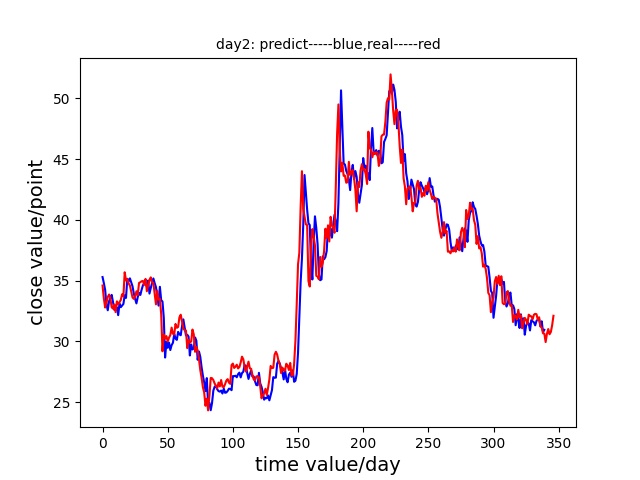 day2: predict-----blue,real-----red
close value/point
50
45
40
35
30
25
0 50 100 150 200 250 300 350
time value/day